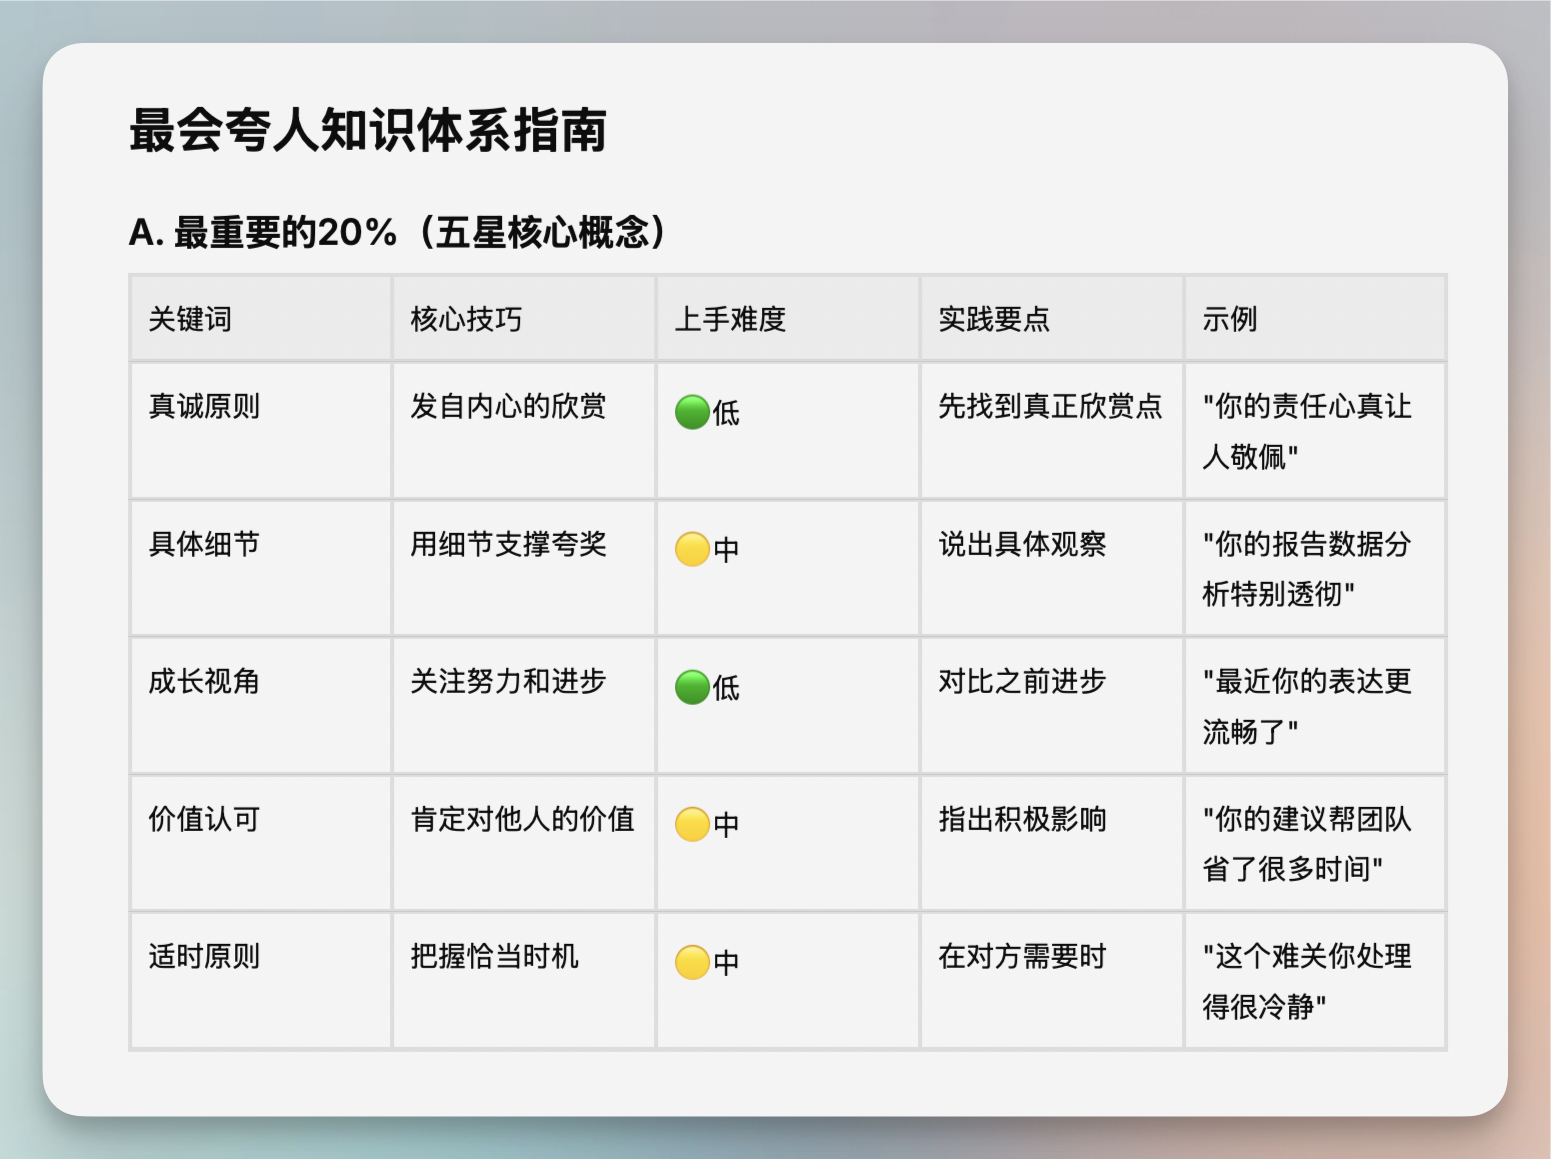 最会夸人知识体系指南
A. 最重要的20%（五星核心概念）
关键词 核心技巧 上手难度 实践要点 示例
真诚原则 发自内心的欣赏 🟢低 先找到真正欣赏点 "你的责任心真让
人敬佩"
具体细节 用细节支撑夸奖 🟡中 说出具体观察 "你的报告数据分
析特别透彻"
成长视角 关注努力和进步 🟢低 对比之前进步 "最近你的表达更
流畅了"
价值认可 肯定对他人的价值 🟡中 指出积极影响 "你的建议帮团队
省了很多时间"
适时原则 把握恰当时机 🟡中 在对方需要时 "这个难关你处理
得很冷静"